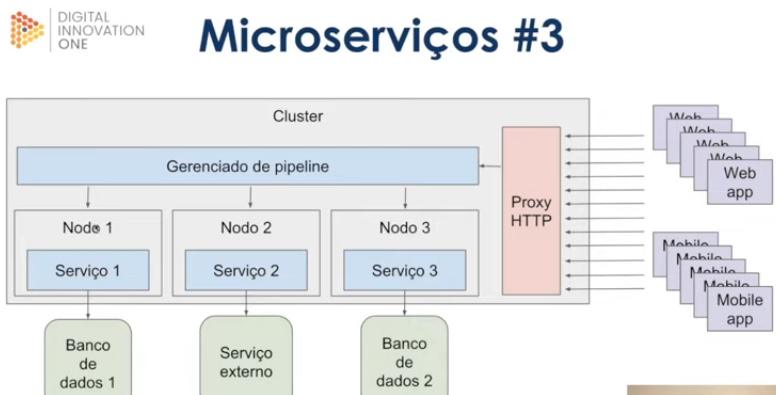 DIGITAL
INNOVATION
ONE
Microserviços #3
Cluster
Gerenciado de pipeline
Proxy
HTTP
Nodo 1
Nodo 2
Nodo 3
Serviço 1
Serviço 2
Serviço 3
Banco
de
dados 1
Serviço
externo
Banco
de
dados 2
Web
Web
Web
Web
Web
app
Mobile
Mobile
Mobile
Mobile
Mobile
app